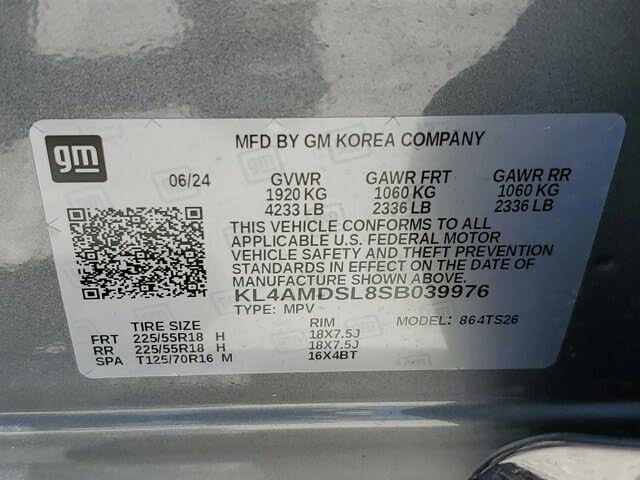 gm
MFD BY GM KOREA COMPANY
06/24 GVWR GAWR FRT GAWR RR
1920 KG 1060 KG 1060 KG
4233 LB 2336 LB 2336 LB
THIS VEHICLE CONFORMS TO ALL
APPLICABLE U.S. FEDERAL MOTOR
VEHICLE SAFETY AND THEFT PREVENTION
STANDARDS IN EFFECT ON THE DATE OF
MANUFACTURE SHOWN ABOVE.
KL4AMDSL8SB039976
TYPE: MPV MODEL: 864TS26
TIRE SIZE RIM
FRT 225/55R18 H 18X7.5J
RR 225/55R18 H 18X7.5J
SPA T125/70R16 M 16X4BT